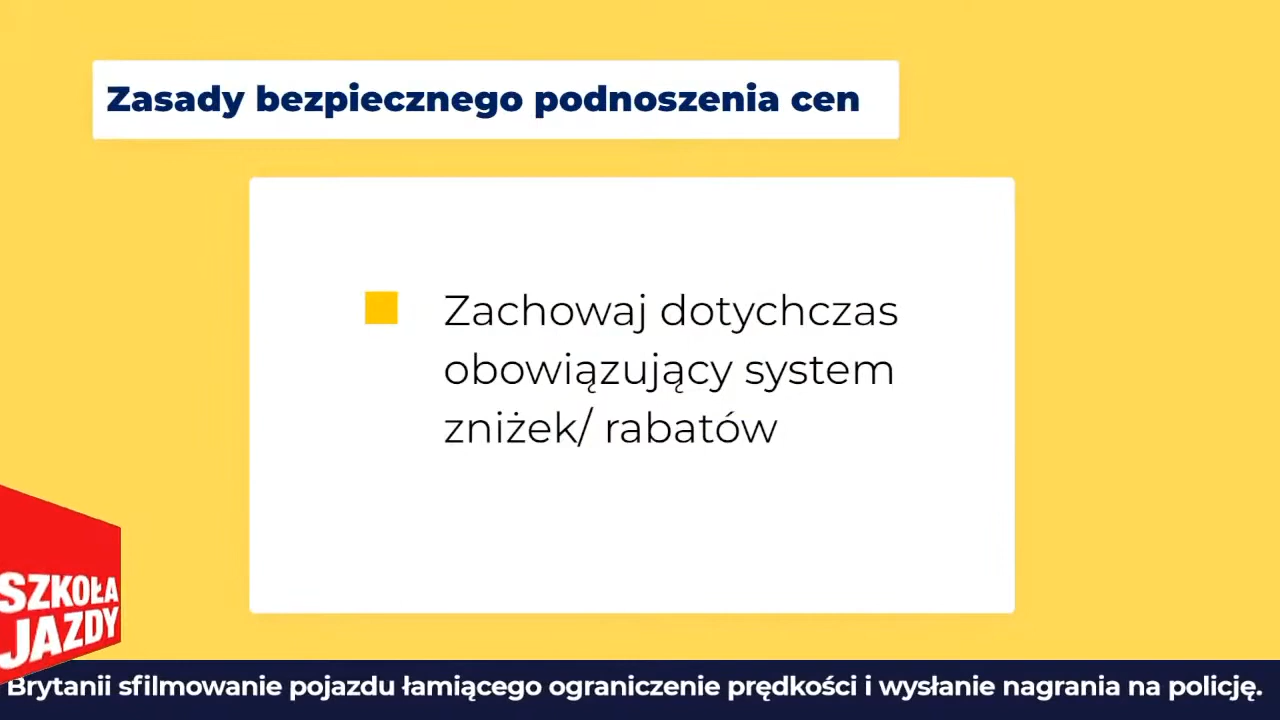 Zasady bezpiecznego podnoszenia cen
Zachowaj dotychczas
obowiązujący system
zniżek/ rabatów
SZKOŁA
JAZDY
Brytanii sfilmowanie pojazdu łamiącego ograniczenie prędkości i wysłanie nagrania na policję.